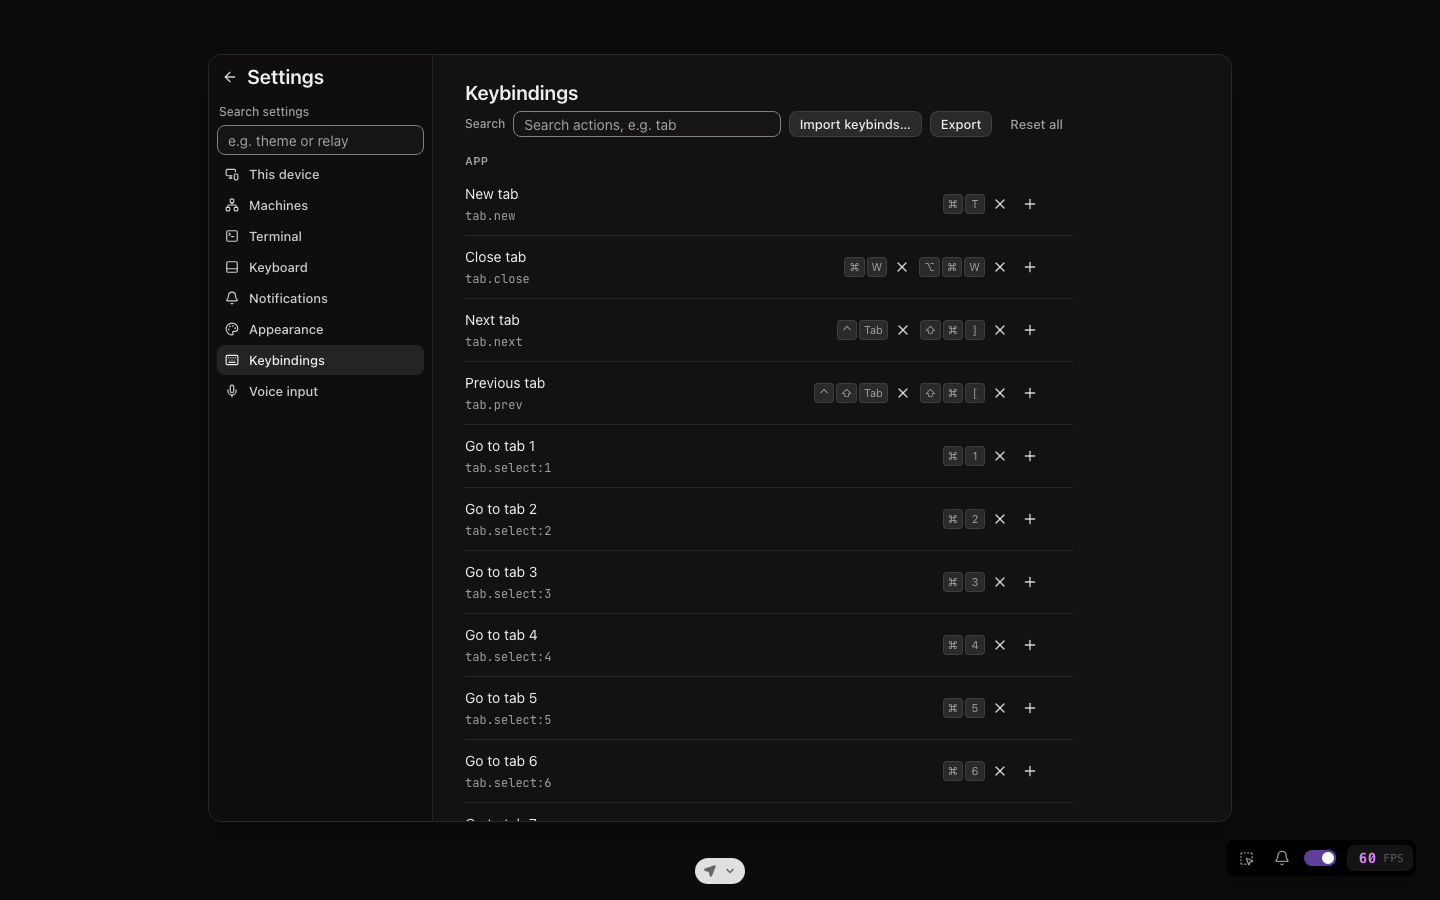 Settings
Search settings
e.g. theme or relay
This device
Machines
Terminal
Keyboard
Notifications
Appearance
Keybindings
Voice input
Keybindings
Search
Search actions, e.g. tab
Import keybinds...
Export
Reset all
APP
New tab
⌘ T
tab.new
Close tab
⌘ W
⌥ ⌘ W
tab.close
Next tab
^ Tab
⇧ ⌘ ]
tab.next
Previous tab
^ ⇧ Tab
⇧ ⌘ [
tab.prev
Go to tab 1
⌘ 1
tab.select:1
Go to tab 2
⌘ 2
tab.select:2
Go to tab 3
⌘ 3
tab.select:3
Go to tab 4
⌘ 4
tab.select:4
Go to tab 5
⌘ 5
tab.select:5
Go to tab 6
⌘ 6
tab.select:6
60 FPS